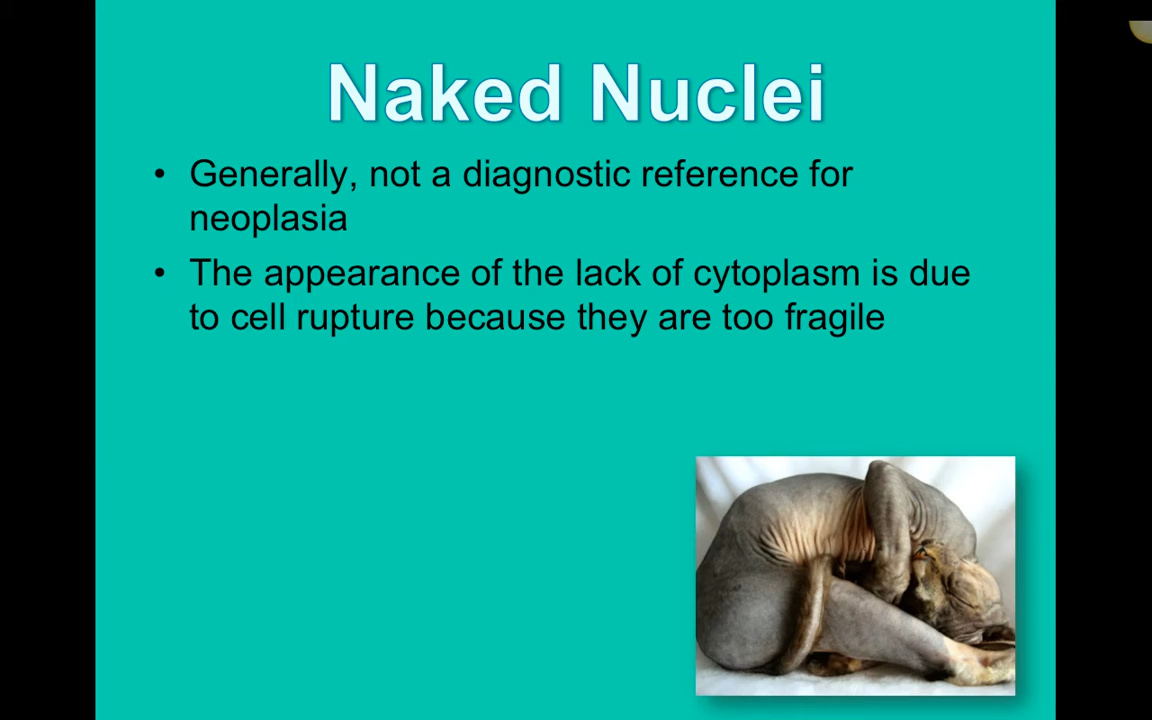 Naked Nuclei
• Generally, not a diagnostic reference for
neoplasia
• The appearance of the lack of cytoplasm is due
to cell rupture because they are too fragile